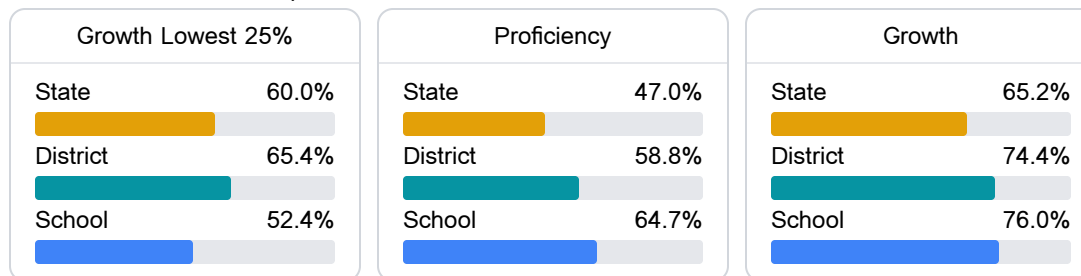 Growth Lowest 25%
State 60.0%
District 65.4%
School 52.4%
Proficiency
State 47.0%
District 58.8%
School 64.7%
Growth
State 65.2%
District 74.4%
School 76.0%